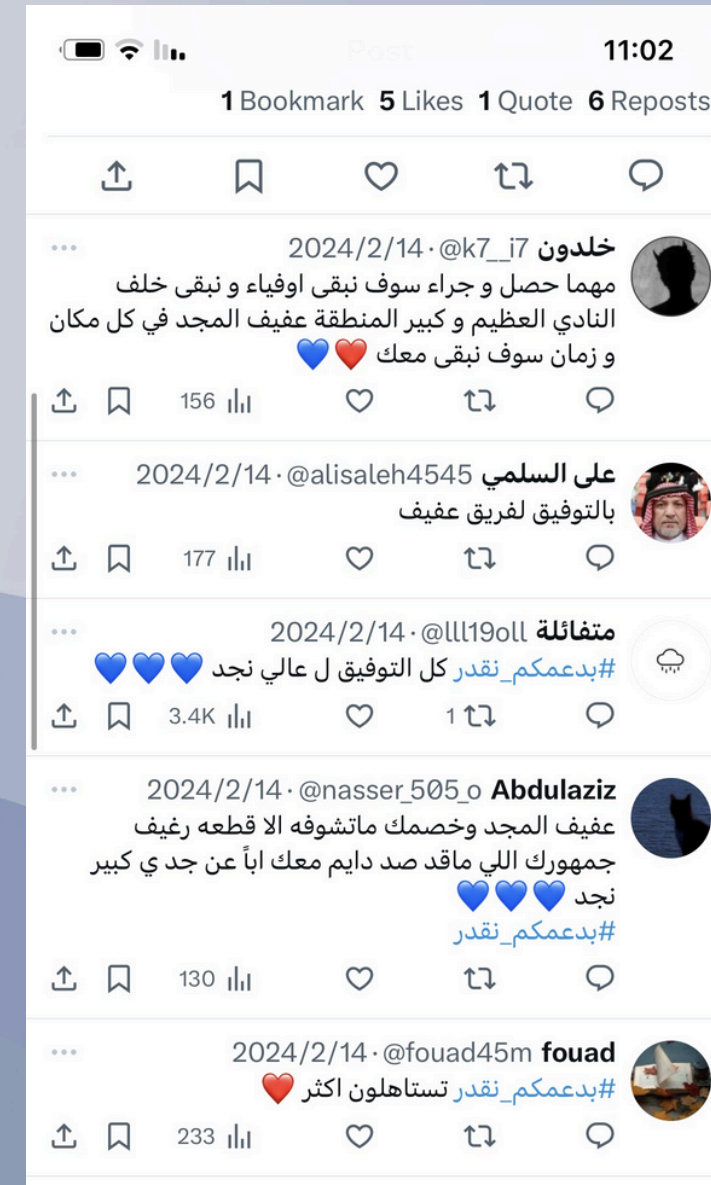 11:02
Post
1 Bookmark 5 Likes 1 Quote 6 Reposts
خلدون @k7__i7 · 2024/2/14
مهما حصل و جراء سوف نبقى اوفياء و نبقى خلف
النادي العظيم و كبير المنطقة عفيف المجد في كل مكان
و زمان سوف نبقى معك ❤️💙
156
على السلمي @alisaleh4545 · 2024/2/14
بالتوفيق لفريق عفيف
177
متفائلة @lll19oll · 2024/2/14
#بدعمكم_نقدر كل التوفيق ل عالي نجد 💙💙💙
1 3.4K
Abdulaziz @nasser_505_o · 2024/2/14
عفيف المجد وخصمك ماتشوفه الا قطعه رغيف
جمهورك اللي ماقد صد دايم معك اباً عن جد ي كبير
نجد 💙💙💙
#بدعمكم_نقدر
130
fouad @fouad45m · 2024/2/14
#بدعمكم_نقدر تستاهلون اكثر ❤️
233